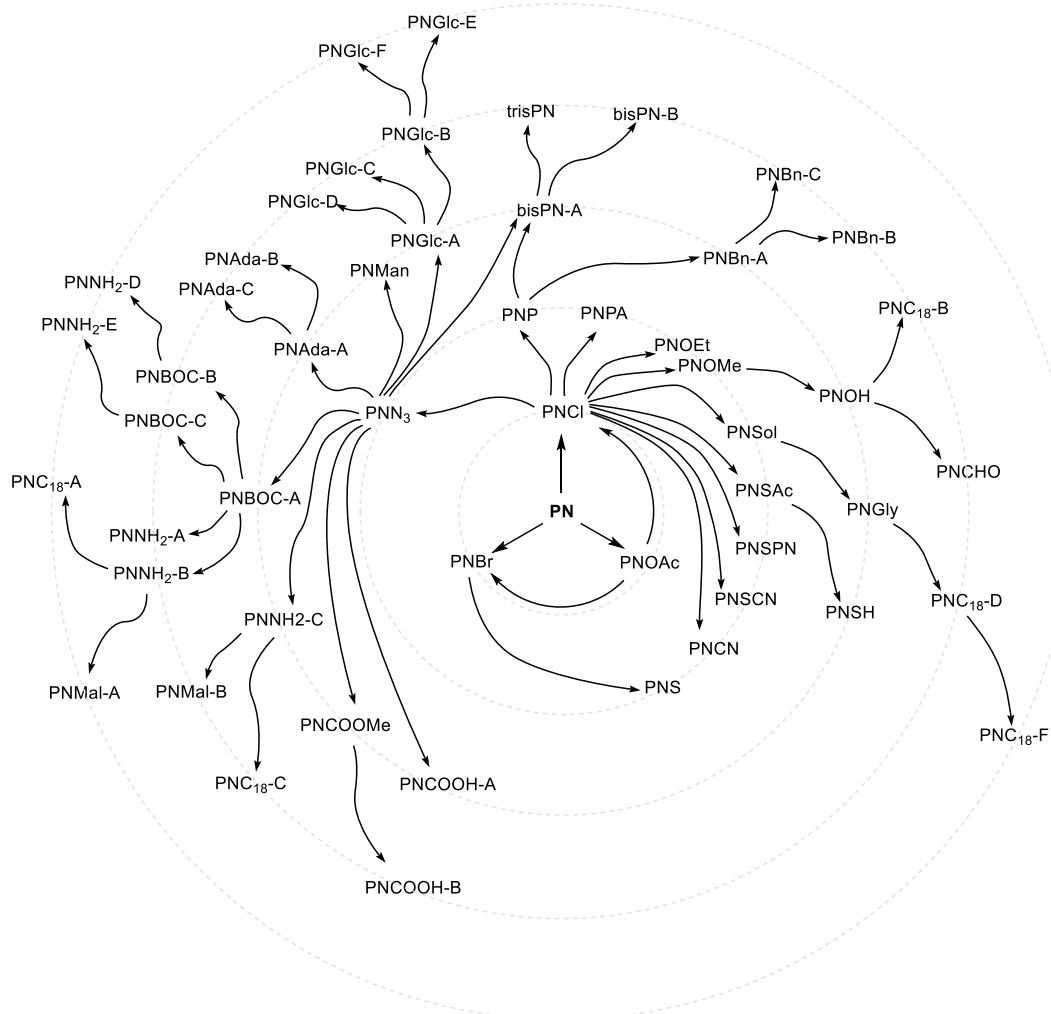 PNGlc-E
PNGlc-F
trisPN
bisPN-B
PNGlc-B
PNGlc-C
PNBn-C
PNGlc-D
bisPN-A
PNGlc-A
PNBn-B
PNAda-B
PNMan
PNBn-A
PNNH₂-D
PNAda-C
PNC₁₈-B
PNP
PNPA
PNNH₂-E
PNAda-A
PNOEt
PNOMe
PNBOC-B
PNOH
PNN₃
PNCl
PNBOC-C
PNSol
PNCHO
PNC₁₈-A
PNSAc
PNBOC-A
PNGly
PN
PNNH₂-A
PNSPN
PNBr
PNOAc
PNNH₂-B
PNSCN
PNC₁₈-D
PNSH
PNNH2-C
PNCN
PNS
PNMal-A
PNMal-B
PNCOOMe
PNC₁₈-F
PNC₁₈-C
PNCOOH-A
PNCOOH-B